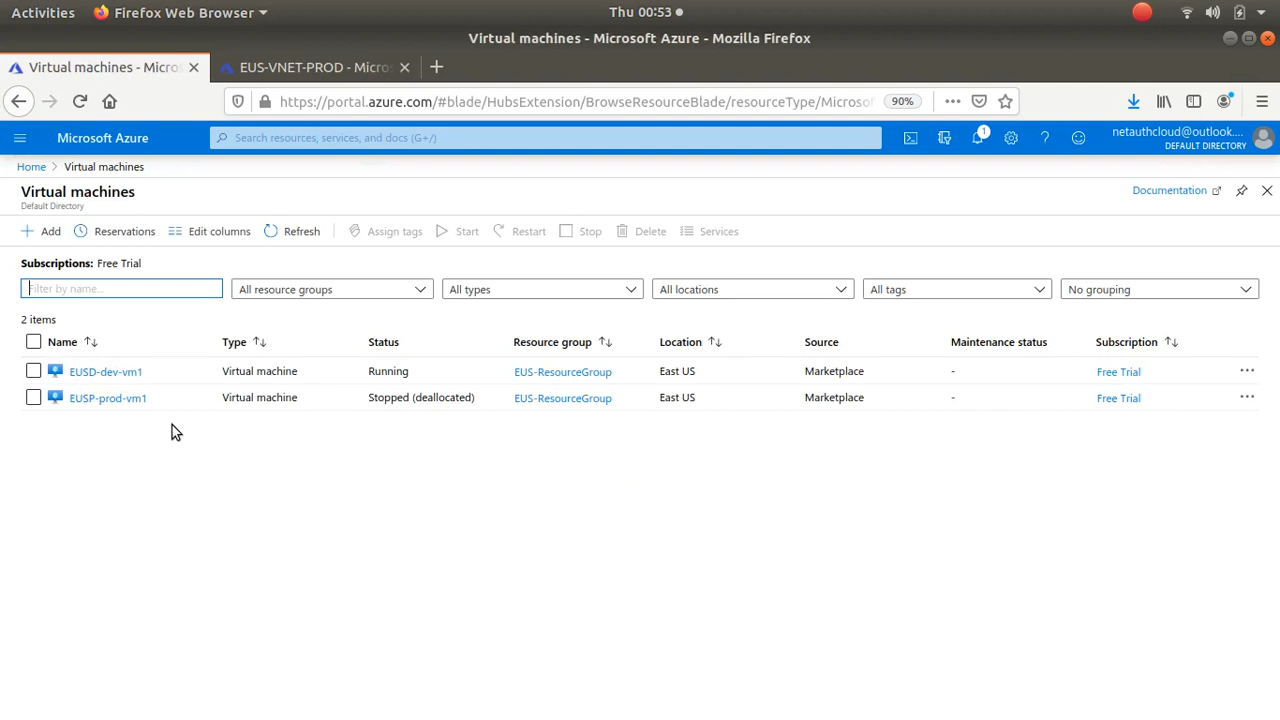 Activities Firefox Web Browser Thu 00:53
Virtual machines - Microsoft Azure - Mozilla Firefox
Virtual machines - Micro EUS-VNET-PROD - Micros
https://portal.azure.com/#blade/HubsExtension/BrowseResourceBlade/resourceType/Microsof 90%
Microsoft Azure Search resources, services, and docs (G+/) 1 netauthcloud@outlook....
DEFAULT DIRECTORY
Home > Virtual machines
Virtual machines Documentation
Default Directory
Add Reservations Edit columns Refresh Assign tags Start Restart Stop Delete Services
Subscriptions: Free Trial
Filter by name... All resource groups All types All locations All tags No grouping
2 items
Name Type Status Resource group Location Source Maintenance status Subscription
EUSD-dev-vm1 Virtual machine Running EUS-ResourceGroup East US Marketplace - Free Trial
EUSP-prod-vm1 Virtual machine Stopped (deallocated) EUS-ResourceGroup East US Marketplace - Free Trial